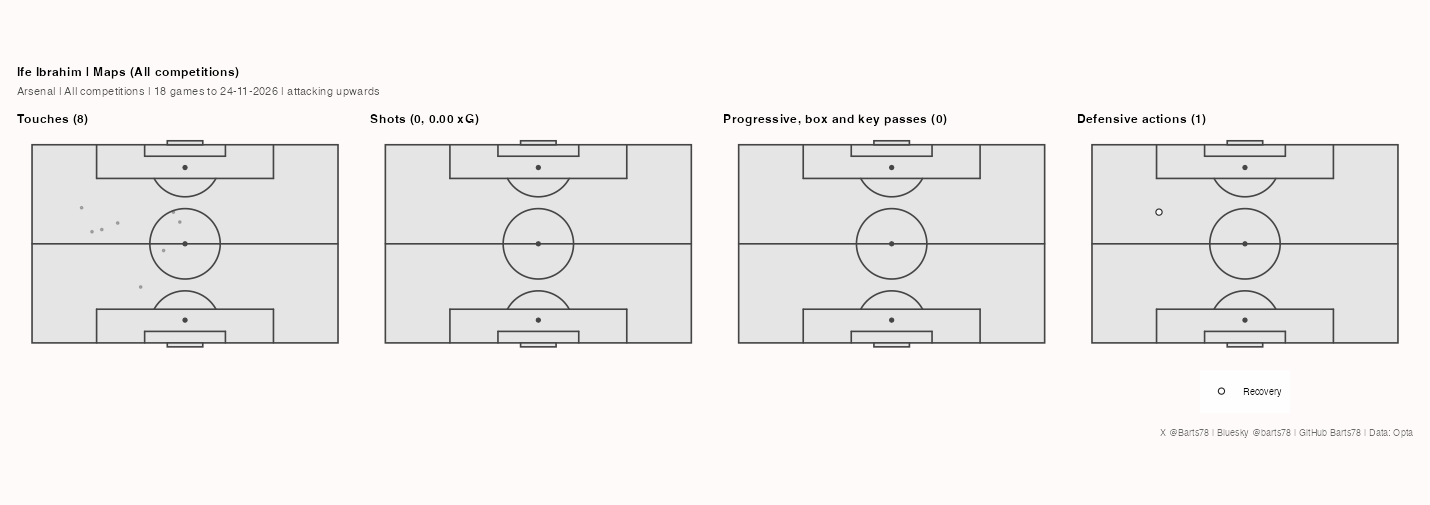 Ife Ibrahim | Maps (All competitions)
Arsenal | All competitions | 18 games to 24-11-2026 | attacking upwards
Touches (8)
Shots (0, 0.00 xG)
Progressive, box and key passes (0)
Defensive actions (1)
Recovery
X @Barts78 | Bluesky @barts78 | GitHub Barts78 | Data: Opta